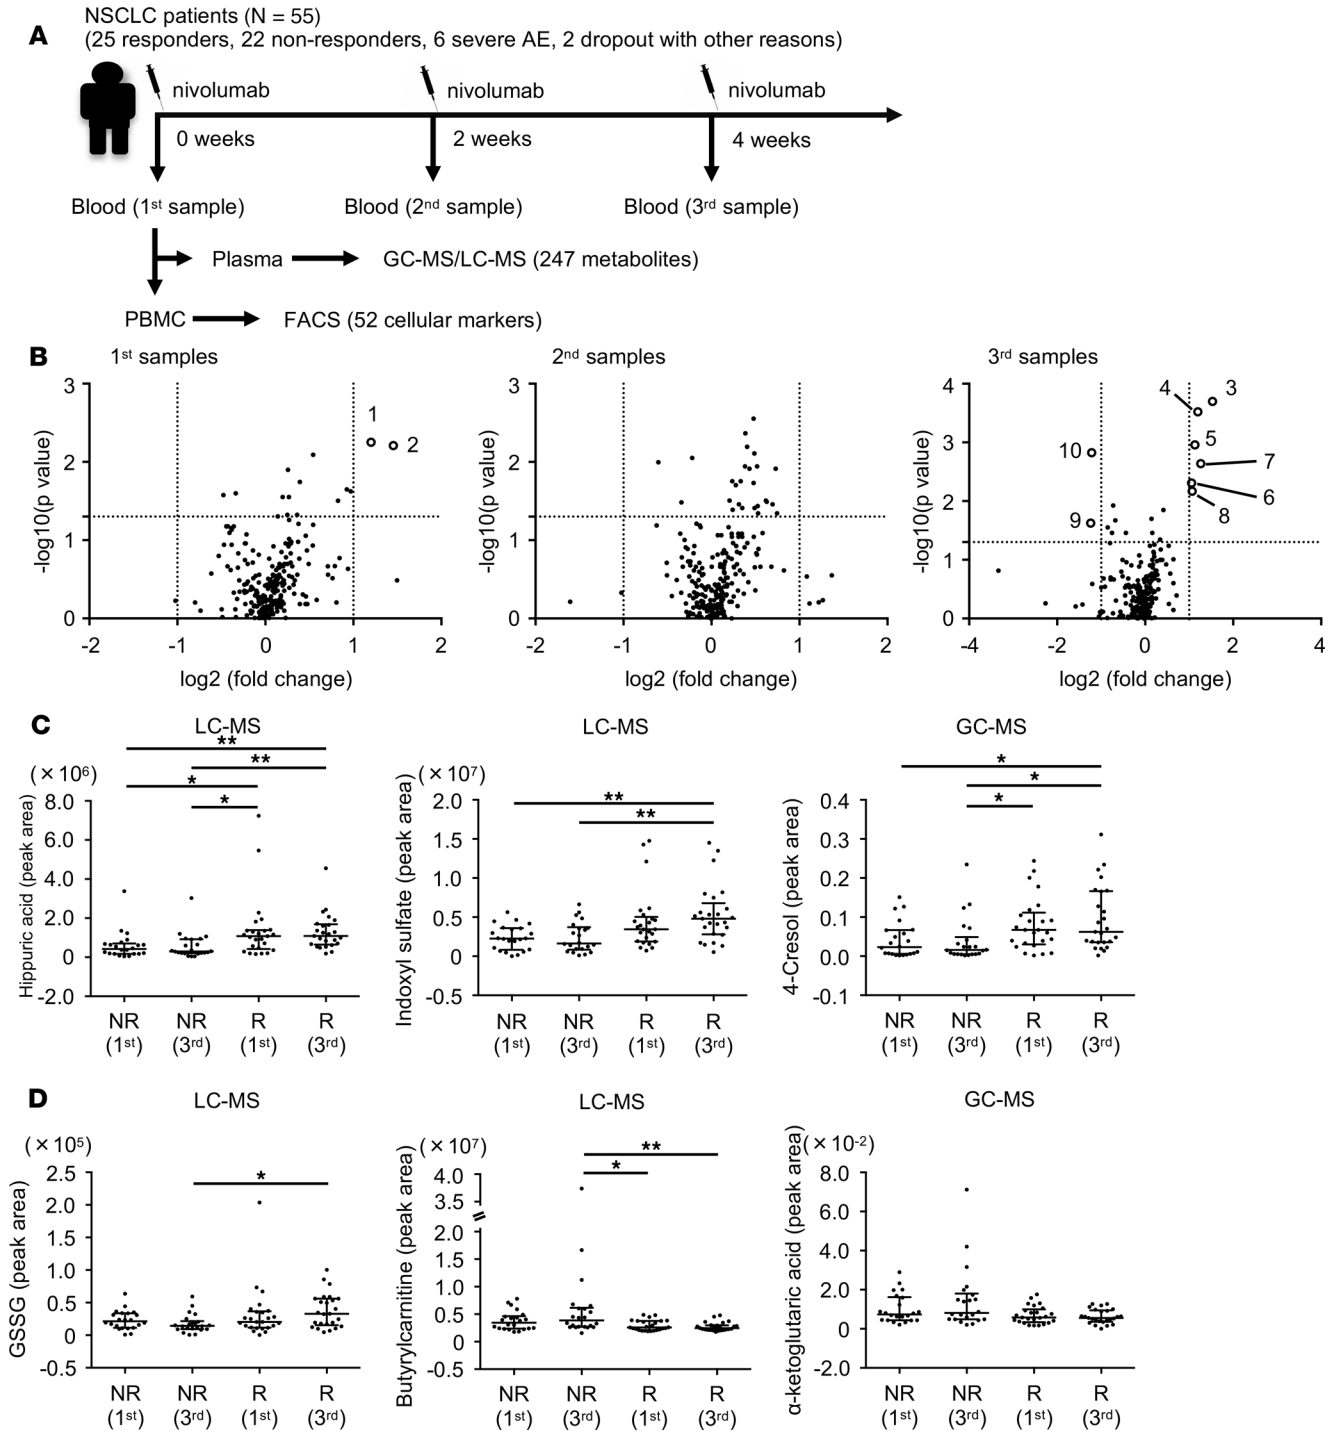 A
NSCLC patients (N = 55)
(25 responders, 22 non-responders, 6 severe AE, 2 dropout with other reasons)
nivolumab nivolumab nivolumab
0 weeks 2 weeks 4 weeks
Blood (1st sample) Blood (2nd sample) Blood (3rd sample)
Plasma GC-MS/LC-MS (247 metabolites)
PBMC FACS (52 cellular markers)
B
1st samples
-log10(p value)
3
2
1
0
1
2
-2 -1 0 1 2
log2 (fold change)
2nd samples
-log10(p value)
3
2
1
0
-2 -1 0 1 2
log2 (fold change)
3rd samples
-log10(p value)
4
3
2
1
0
4 3
5
10
7
6
8
9
-4 -2 0 2 4
log2 (fold change)
C
LC-MS
(×10⁶)
Hippuric acid (peak area)
**
**
*
*
8.0
6.0
4.0
2.0
0
-2.0
NR NR R R
(1st) (3rd) (1st) (3rd)
LC-MS
(×10⁷)
Indoxyl sulfate (peak area)
**
**
2.0
1.5
1.0
0.5
0
-0.5
NR NR R R
(1st) (3rd) (1st) (3rd)
GC-MS
4-Cresol (peak area)
*
*
*
0.4
0.3
0.2
0.1
0.0
-0.1
NR NR R R
(1st) (3rd) (1st) (3rd)
D
LC-MS
(×10⁵)
GSSG (peak area)
*
2.5
2.0
1.5
1.0
0.5
0
-0.5
NR NR R R
(1st) (3rd) (1st) (3rd)
LC-MS
(×10⁷)
Butyrylcarnitine (peak area)
**
*
4.0
3.5
2.0
1.5
1.0
0.5
0
-0.5
NR NR R R
(1st) (3rd) (1st) (3rd)
GC-MS
(×10⁻²)
α-ketoglutaric acid (peak area)
8.0
6.0
4.0
2.0
0
-2.0
NR NR R R
(1st) (3rd) (1st) (3rd)